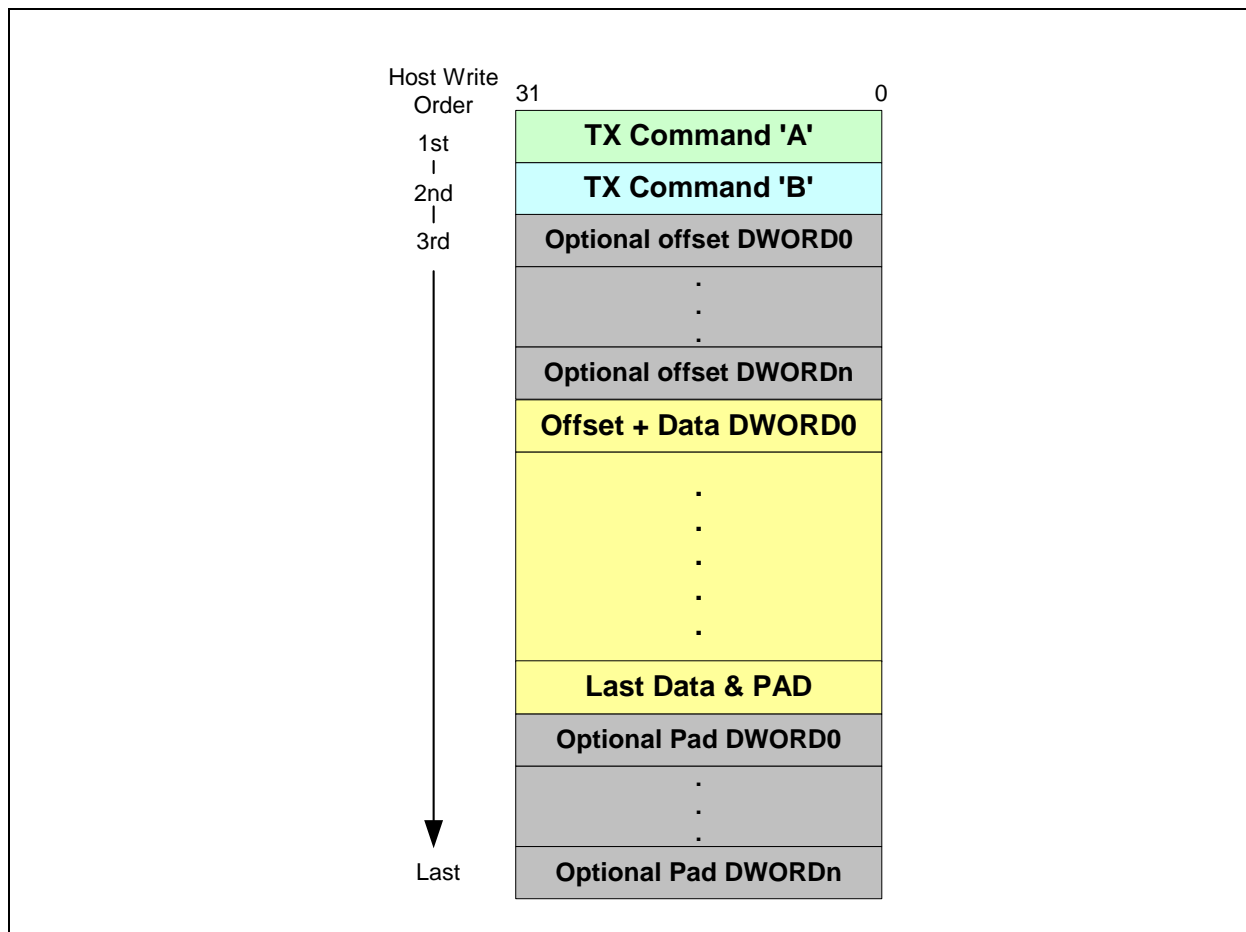 Host Write
Order
31
0
1st
TX Command 'A'
2nd
TX Command 'B'
3rd
Optional offset DWORD0
.
.
.
Optional offset DWORDn
Offset + Data DWORD0
.
.
.
.
.
Last Data & PAD
Optional Pad DWORD0
.
.
.
Last
Optional Pad DWORDn